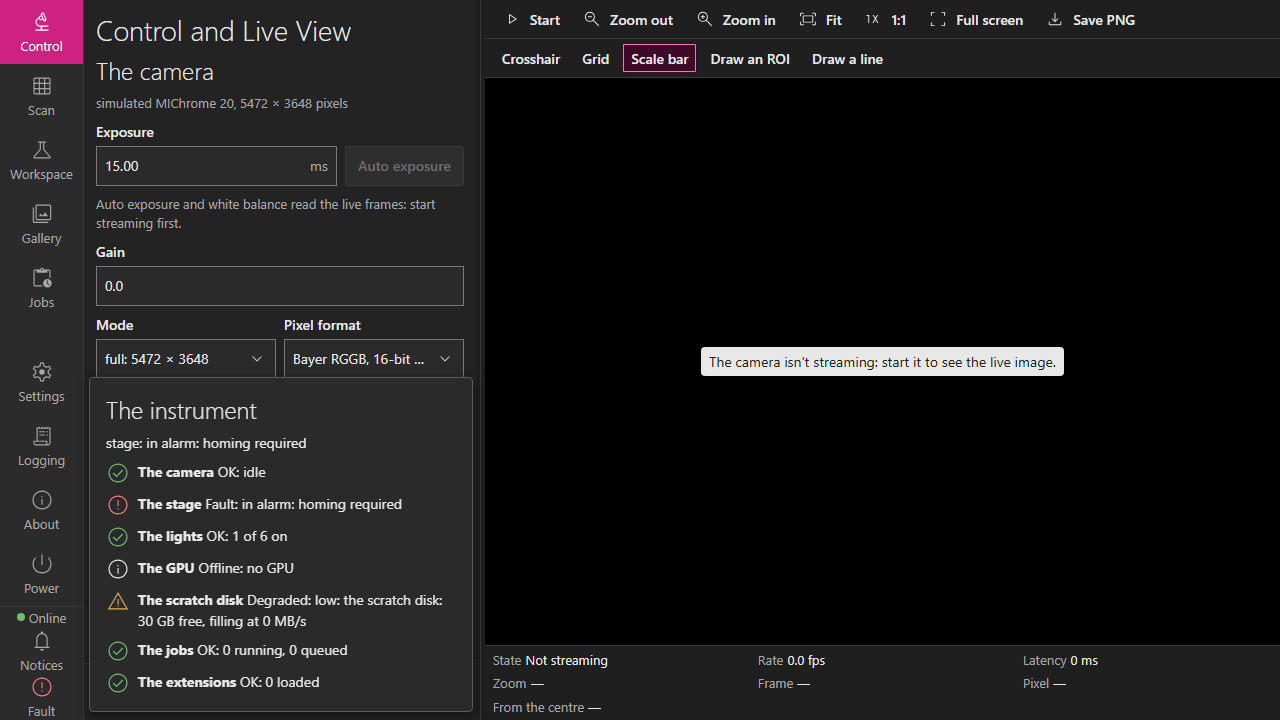 Control
Scan
Workspace
Gallery
Jobs
Settings
Logging
About
Power
Online
Notices
Fault
Control and Live View
The camera
simulated MIChrome 20, 5472 × 3648 pixels
Exposure
15.00 ms
Auto exposure
Auto exposure and white balance read the live frames: start
streaming first.
Gain
0.0
Mode
Pixel format
full: 5472 × 3648
Bayer RGGB, 16-bit ...
The instrument
stage: in alarm: homing required
The camera OK: idle
The stage Fault: in alarm: homing required
The lights OK: 1 of 6 on
The GPU Offline: no GPU
The scratch disk Degraded: low: the scratch disk:
30 GB free, filling at 0 MB/s
The jobs OK: 0 running, 0 queued
The extensions OK: 0 loaded
Start
Zoom out
Zoom in
Fit
1X 1:1
Full screen
Save PNG
Crosshair
Grid
Scale bar
Draw an ROI
Draw a line
The camera isn't streaming: start it to see the live image.
State Not streaming
Rate 0.0 fps
Latency 0 ms
Zoom —
Frame —
Pixel —
From the centre —